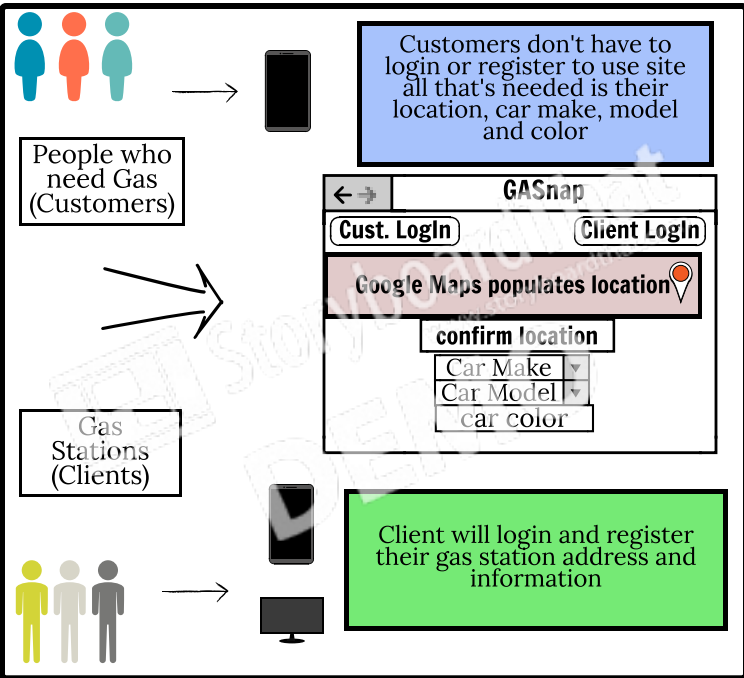 Customers don't have to
login or register to use site
all that's needed is their
location, car make, model
and color
People who
need Gas
(Customers)
GASnap
Cust. LogIn
Client LogIn
Google Maps populates location
confirm location
Car Make
Car Model
car color
Gas
Stations
(Clients)
Client will login and register
their gas station address and
information
StoryboardThat
DEMO